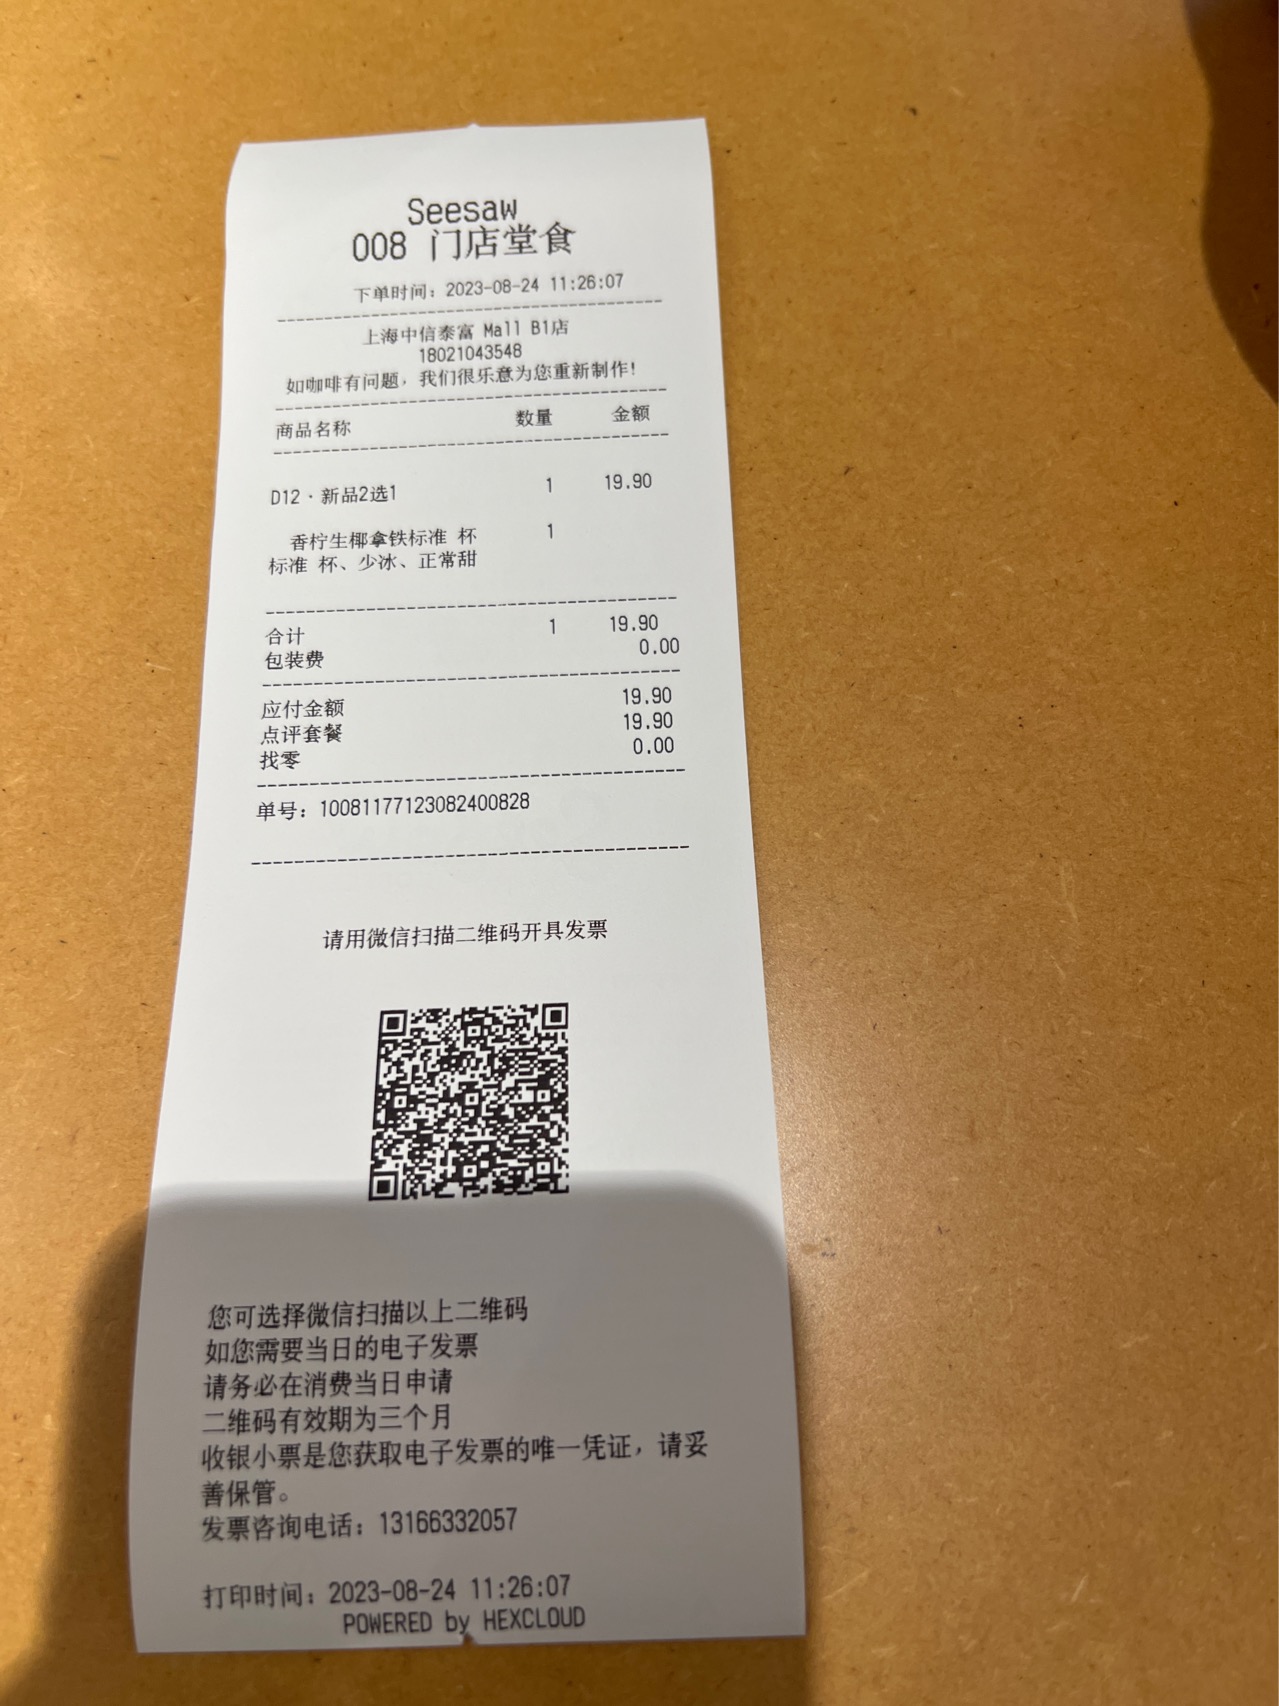 Seesaw
008 门店堂食
下单时间：2023-08-24 11:26:07
上海中信泰富 Mall B1店
18021043548
如咖啡有问题，我们很乐意为您重新制作！
商品名称 数量 金额
D12·新品2选1 1 19.90
香柠生椰拿铁标准 杯 1
标准 杯、少冰、正常甜
合计 1 19.90
包装费 0.00
应付金额 19.90
点评套餐 19.90
找零 0.00
单号：10081177123082400828
请用微信扫描二维码开具发票
您可选择微信扫描以上二维码
如您需要当日的电子发票
请务必在消费当日申请
二维码有效期为三个月
收银小票是您获取电子发票的唯一凭证，请妥
善保管。
发票咨询电话：13166332057
打印时间：2023-08-24 11:26:07
POWERED by HEXCLOUD